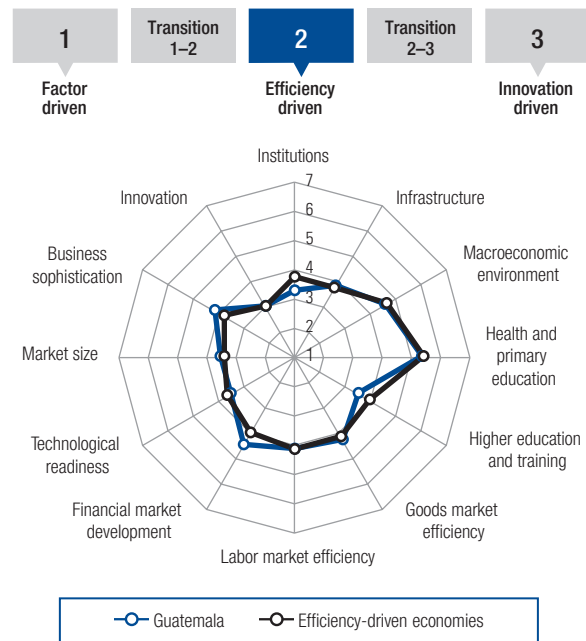 1
Transition
1–2
2
Transition
2–3
3
Factor
driven
Efficiency
driven
Innovation
driven
Institutions
Infrastructure
Macroeconomic
environment
Health and
primary
education
Higher education
and training
Goods market
efficiency
Labor market efficiency
Financial market
development
Technological
readiness
Market size
Business
sophistication
Innovation
7
6
5
4
3
2
1
Guatemala
Efficiency-driven economies